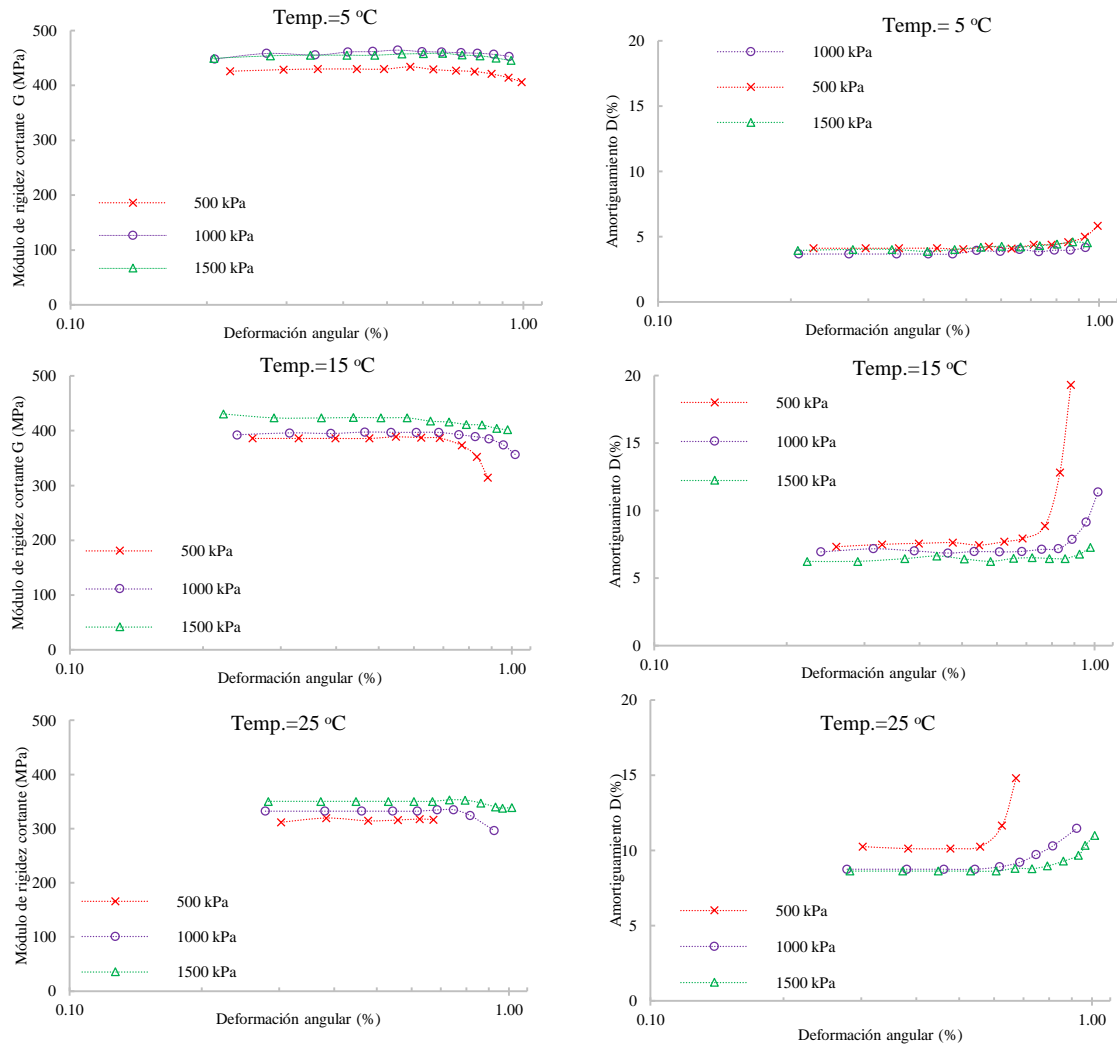 Temp.=5 ºC
Módulo de rigidez cortante G (MPa)
500
400
300
200
100
0
500 kPa
1000 kPa
1500 kPa
0.10
1.00
Deformación angular (%)
Temp.= 5 ºC
Amortiguamiento D(%)
20
15
10
5
0
1000 kPa
500 kPa
1500 kPa
0.10
1.00
Deformación angular (%)
Temp.=15 ºC
Módulo de rigidez cortante G (MPa)
500
400
300
200
100
0
500 kPa
1000 kPa
1500 kPa
0.10
1.00
Deformación angular (%)
Temp.=15 ºC
Amortiguamiento D(%)
20
15
10
5
0
500 kPa
1000 kPa
1500 kPa
0.10
1.00
Deformación angular (%)
Temp.=25 ºC
Módulo de rigidez cortante (MPa)
500
400
300
200
100
0
500 kPa
1000 kPa
1500 kPa
0.10
1.00
Deformación angular (%)
Temp.=25 ºC
Amortiguamiento D(%)
20
15
10
5
0
500 kPa
1000 kPa
1500 kPa
0.10
1.00
Deformación angular (%)